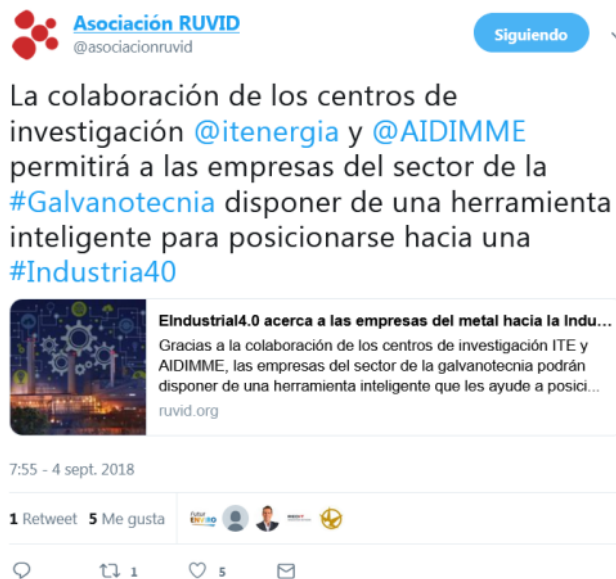 Asociación RUVID
@asociacionruvid
Siguiendo
La colaboración de los centros de
investigación @itenergia y @AIDIMME
permitirá a las empresas del sector de la
#Galvanotecnia disponer de una herramienta
inteligente para posicionarse hacia una
#Industria40
EIndustrial4.0 acerca a las empresas del metal hacia la Indu...
Gracias a la colaboración de los centros de investigación ITE y
AIDIMME, las empresas del sector de la galvanotecnia podrán
disponer de una herramienta inteligente que les ayude a posici...
ruvid.org
7:55 - 4 sept. 2018
1 Retweet 5 Me gusta
1 5